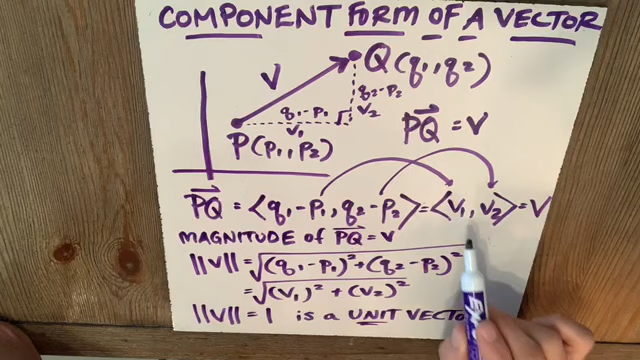 COMPONENT FORM OF A VECTOR
Q(q₁,q₂)
V
q₂-p₂
q₁-p₁
V₂
V₁
P(p₁,p₂)
PQ⃗ = V
PQ⃗ = <q₁-p₁, q₂-p₂> = <V₁, V₂> = V
MAGNITUDE OF PQ⃗ = V
||V|| = √(q₁-p₁)²+(q₂-p₂)²
= √(V₁)²+(V₂)²
||V|| = 1 is a UNIT VECTO